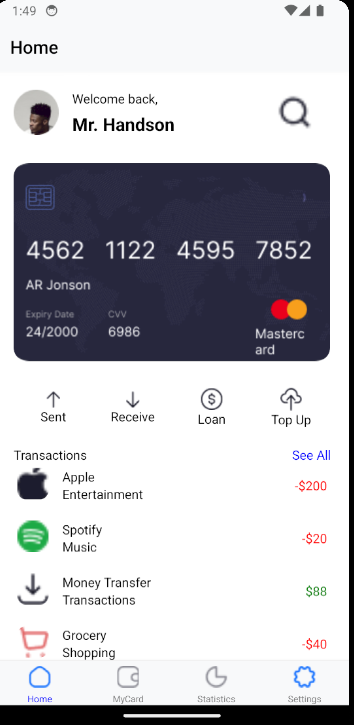 1:49
Home
Welcome back,
Mr. Handson
4562 1122 4595 7852
AR Jonson
Expiry Date CVV
24/2000 6986
Masterc
ard
Sent Receive Loan Top Up
Transactions See All
Apple
Entertainment -$200
Spotify
Music -$20
Money Transfer
Transactions $88
Grocery
Shopping -$40
Home MyCard Statistics Settings